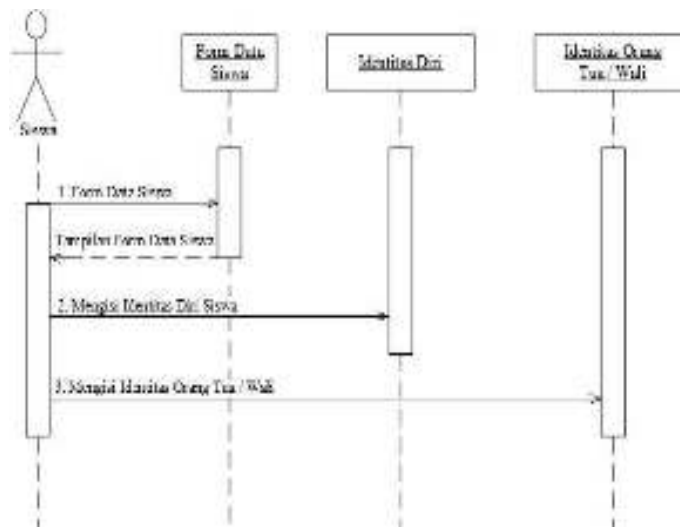 Form Data
Siswa
Identitas Diri
Identitas Orang
Tua / Wali
Siswa
1. Form Data Siswa
Tampilan Form Data Siswa
2. Mengisi Identitas Diri Siswa
3. Mengisi Identitas Orang Tua / Wali